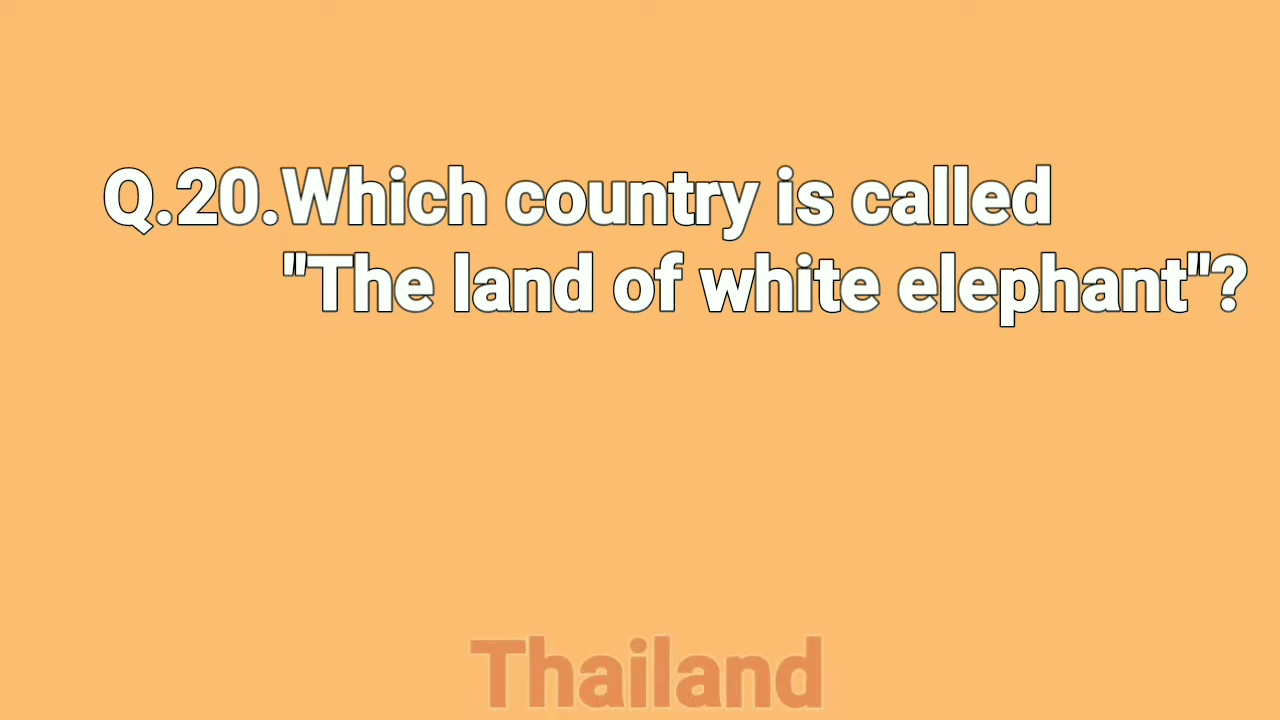 Q.20.Which country is called
"The land of white elephant"?
Thailand